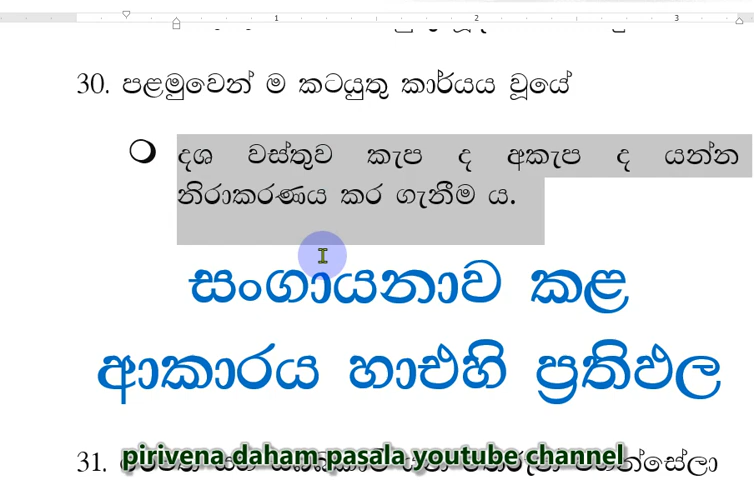 30. පළමුවෙන් ම කටයුතු කාර්යය වූයේ
දශ වස්තුව කැප ද අකැප ද යන්න
නිරාකරණය කර ගැනීම ය.
සංගායනාව කළ
ආකාරය හාඑහි ප්‍රතිඵල
31.
pirivena daham pasala youtube channel